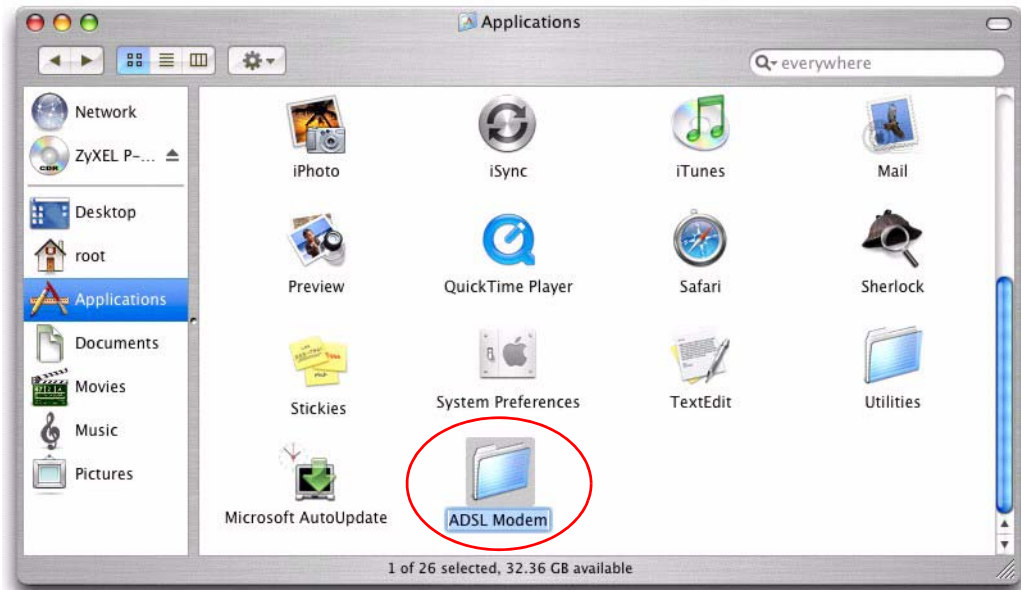 Applications
everywhere
Network
ZyXEL P-...
Desktop
root
Applications
Documents
Movies
Music
Pictures
iPhoto
iSync
iTunes
Mail
Preview
QuickTime Player
Safari
Sherlock
Stickies
System Preferences
TextEdit
Utilities
Microsoft AutoUpdate
ADSL Modem
1 of 26 selected, 32.36 GB available